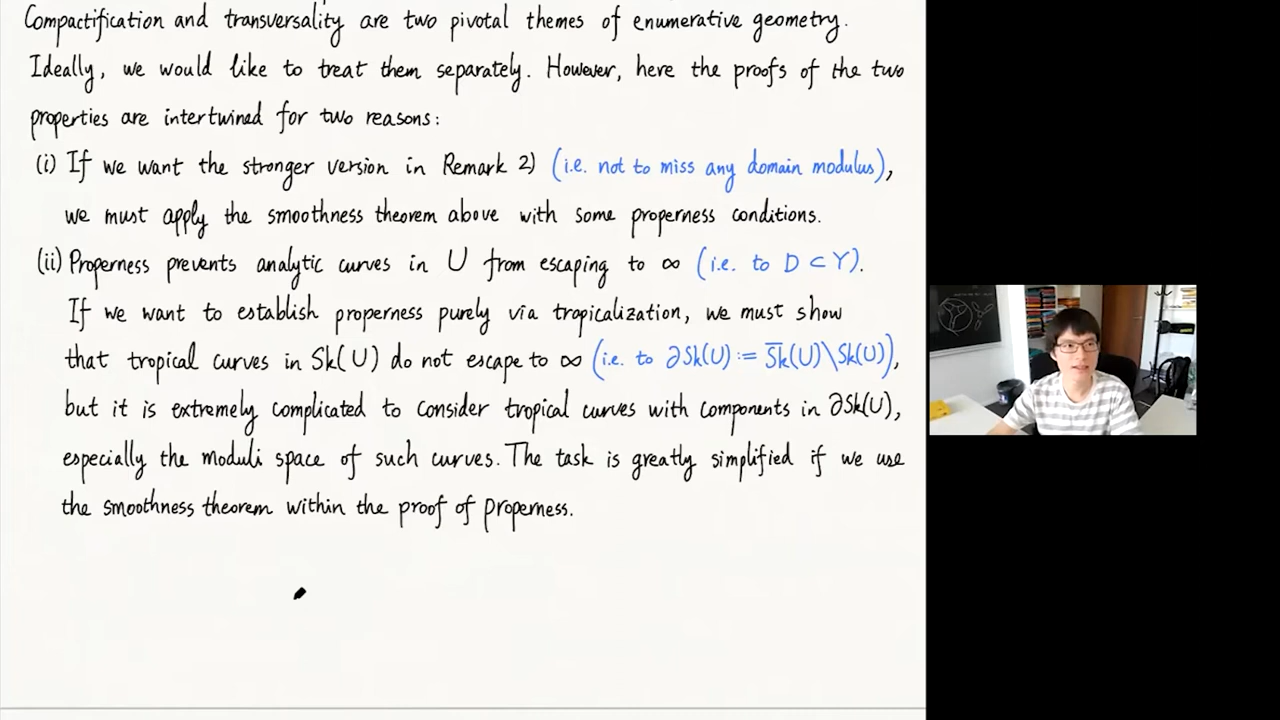 Compactification and transversality are two pivotal themes of enumerative geometry.
Ideally, we would like to treat them separately. However, here the proofs of the two
properties are intertwined for two reasons:
(i) If we want the stronger version in Remark 2) (i.e. not to miss any domain modulus),
we must apply the smoothness theorem above with some properness conditions.
(ii) Properness prevents analytic curves in U from escaping to ∞ (i.e. to D ⊂ Y).
If we want to establish properness purely via tropicalization, we must show
that tropical curves in Sk(U) do not escape to ∞ (i.e. to ∂Sk(U) := S̅k(U)\Sk(U)),
but it is extremely complicated to consider tropical curves with components in ∂Sk(U),
especially the moduli space of such curves. The task is greatly simplified if we use
the smoothness theorem within the proof of properness.